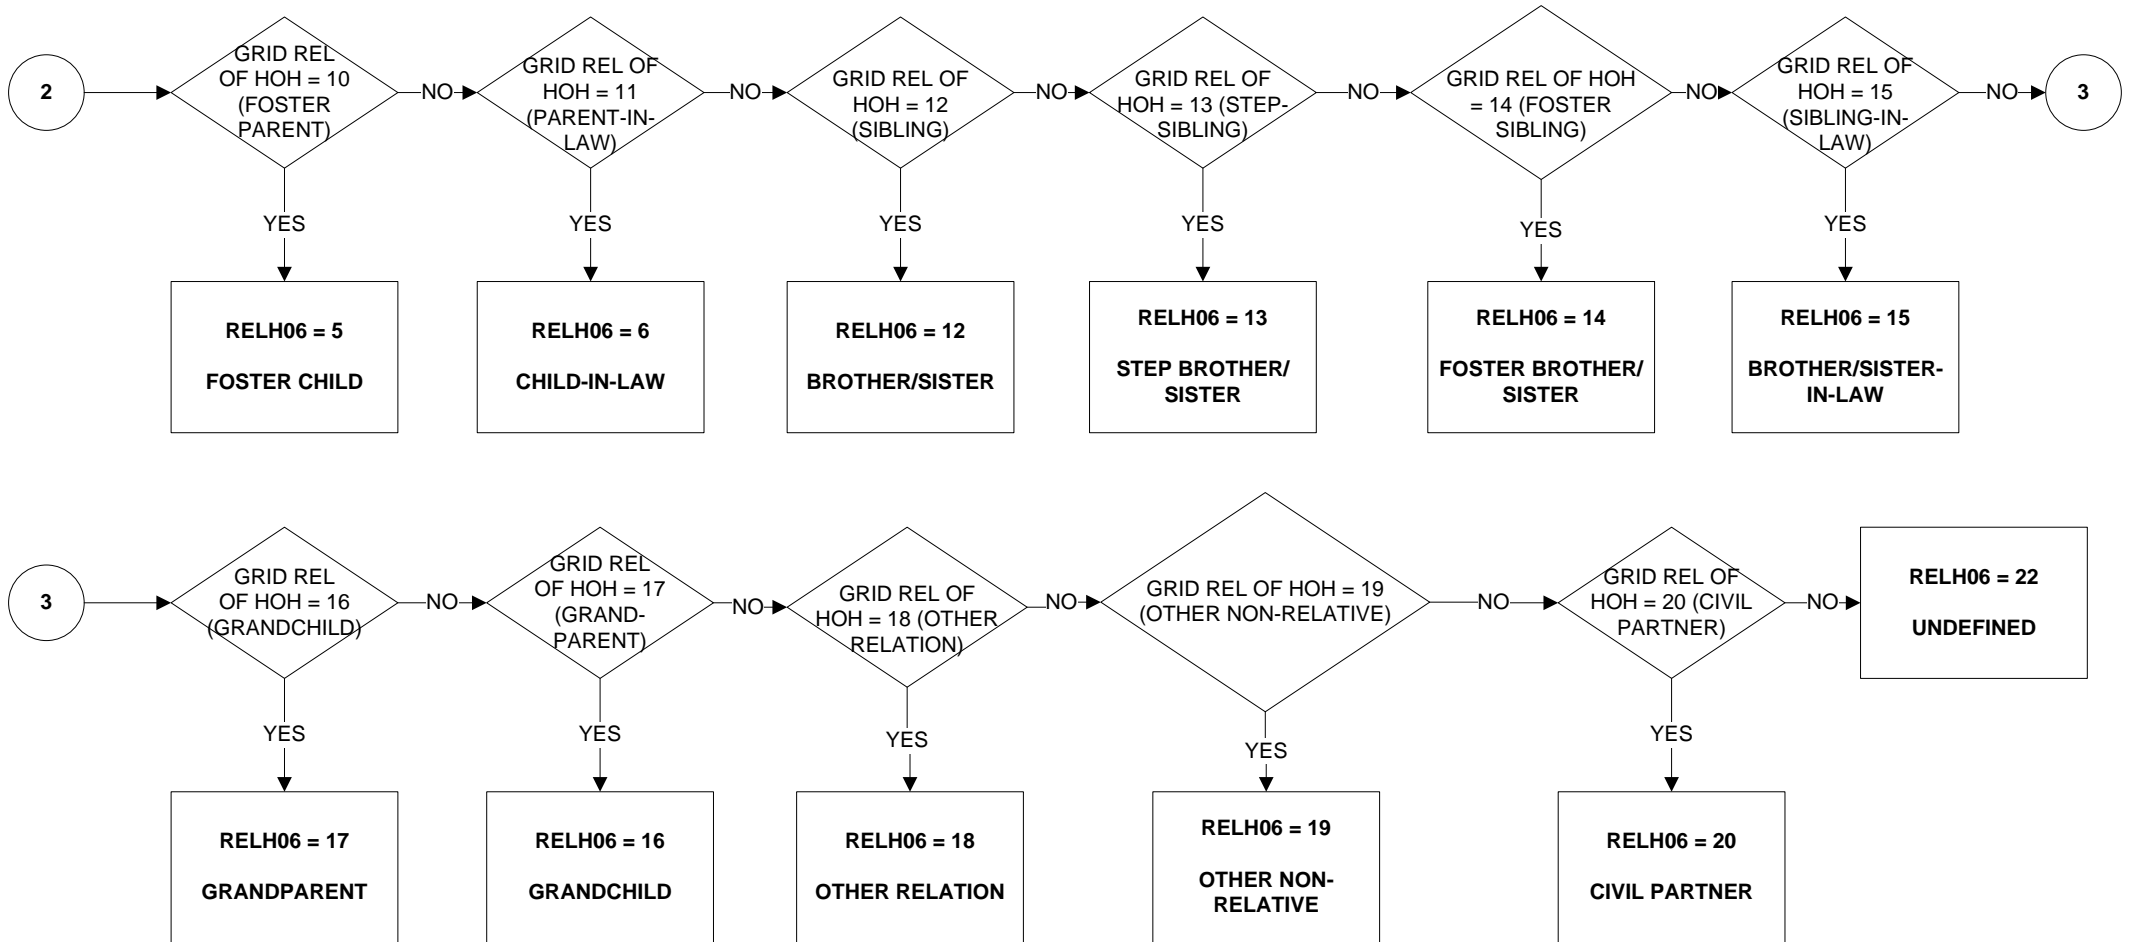 2
GRID REL
OF HOH = 10
(FOSTER
PARENT)
NO
GRID REL OF
HOH = 11
(PARENT-IN-
LAW)
NO
GRID REL OF
HOH = 12
(SIBLING)
NO
GRID REL OF
HOH = 13 (STEP-
SIBLING)
NO
GRID REL OF HOH
= 14 (FOSTER
SIBLING)
NO
GRID REL OF
HOH = 15
(SIBLING-IN-
LAW)
NO
3
YES
YES
YES
YES
YES
YES
RELH06 = 5
FOSTER CHILD
RELH06 = 6
CHILD-IN-LAW
RELH06 = 12
BROTHER/SISTER
RELH06 = 13
STEP BROTHER/
SISTER
RELH06 = 14
FOSTER BROTHER/
SISTER
RELH06 = 15
BROTHER/SISTER-
IN-LAW
3
GRID REL
OF HOH = 16
(GRANDCHILD)
NO
GRID REL
OF HOH = 17
(GRAND-
PARENT)
NO
GRID REL OF
HOH = 18 (OTHER
RELATION)
NO
GRID REL OF HOH = 19
(OTHER NON-RELATIVE)
NO
GRID REL OF
HOH = 20 (CIVIL
PARTNER)
NO
RELH06 = 22
UNDEFINED
YES
YES
YES
YES
YES
RELH06 = 17
GRANDPARENT
RELH06 = 16
GRANDCHILD
RELH06 = 18
OTHER RELATION
RELH06 = 19
OTHER NON-
RELATIVE
RELH06 = 20
CIVIL PARTNER